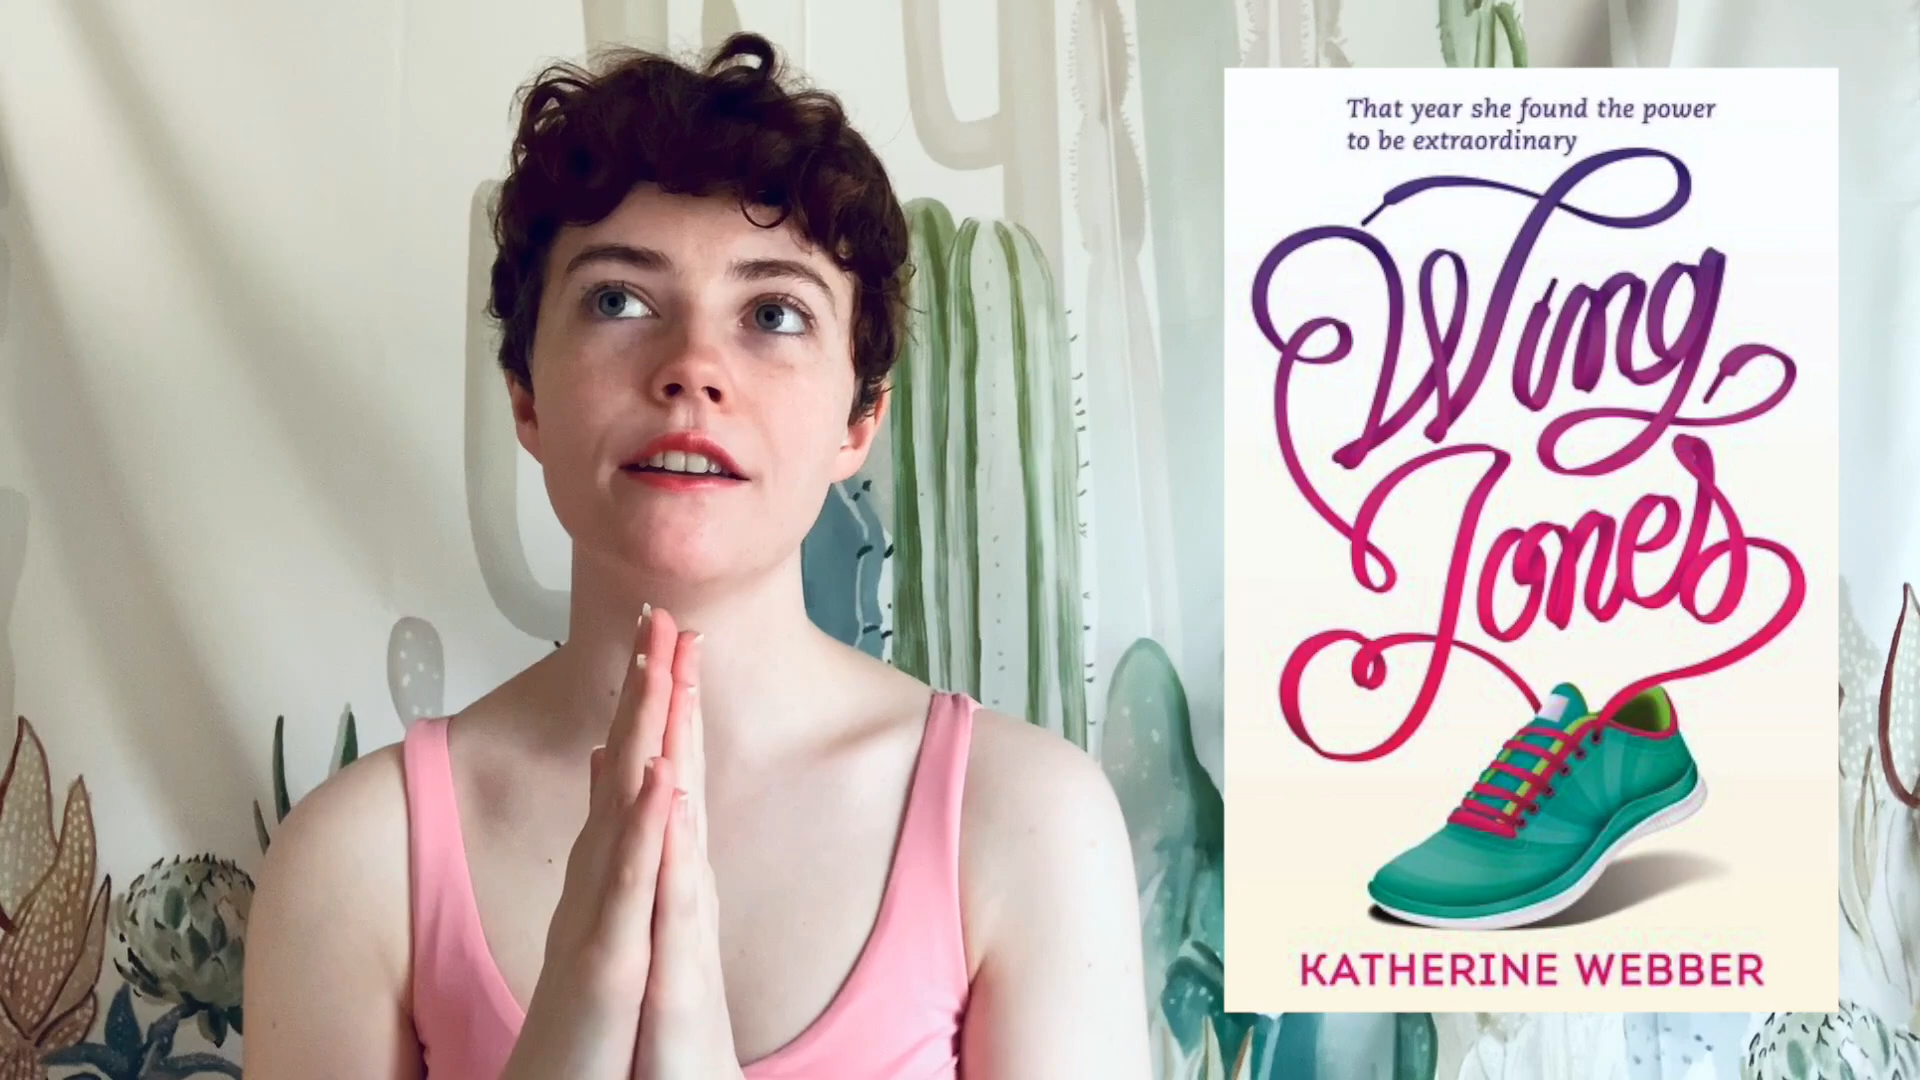 That year she found the power
to be extraordinary
Wing
Jones
KATHERINE WEBBER